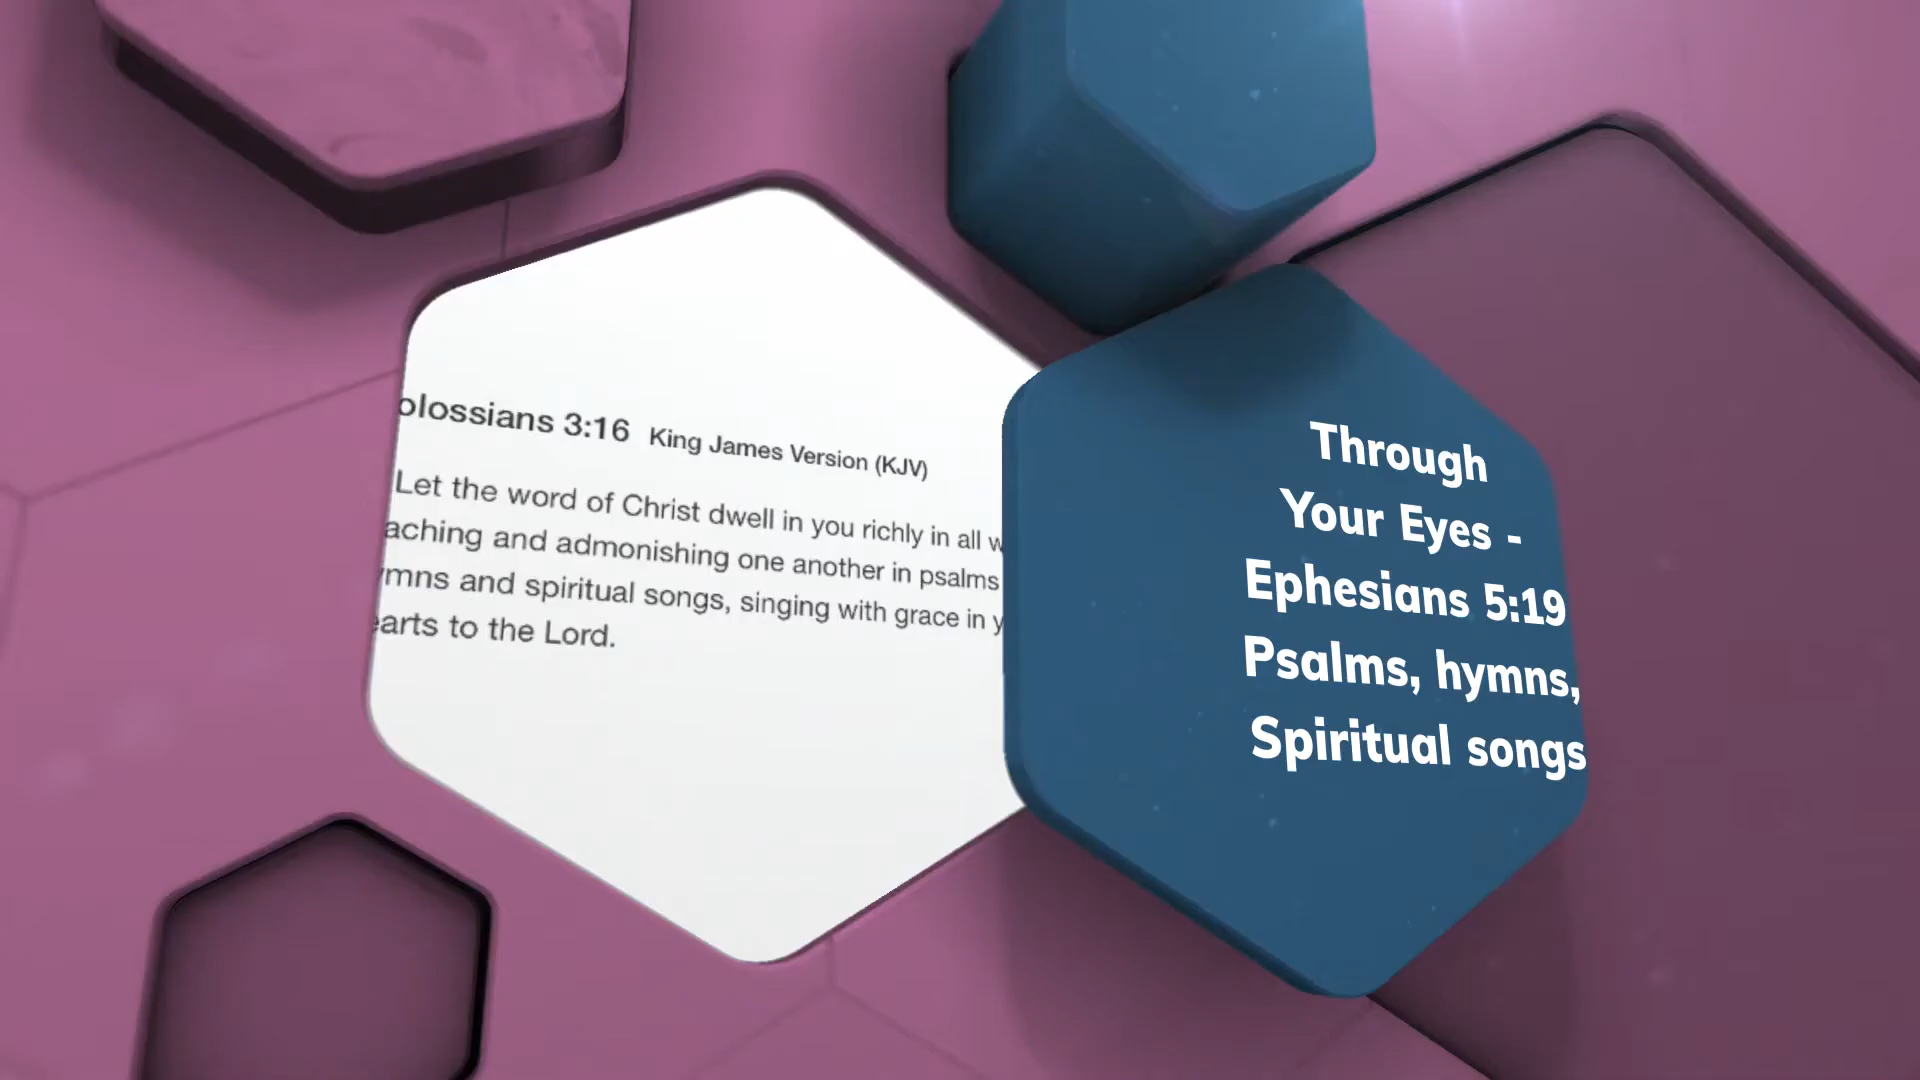 olossians 3:16 King James Version (KJV)
Let the word of Christ dwell in you richly in all w
aching and admonishing one another in psalms
ymns and spiritual songs, singing with grace in y
earts to the Lord.
Through
Your Eyes -
Ephesians 5:19
Psalms, hymns,
Spiritual songs